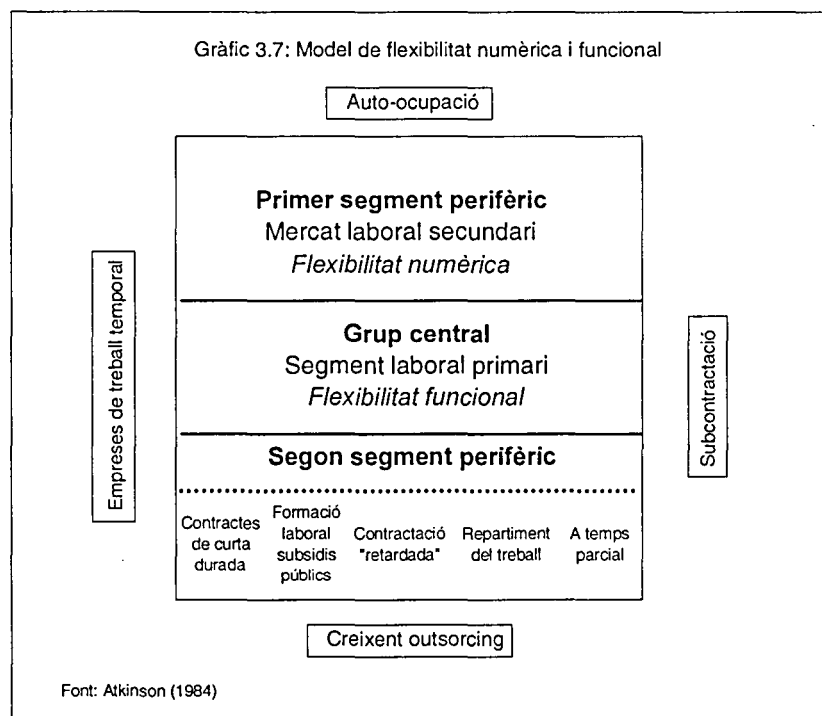 Gràfic 3.7: Model de flexibilitat numèrica i funcional
Auto-ocupació
Primer segment perifèric
Mercat laboral secundari
Flexibilitat numèrica
Empreses de treball temporal
Grup central
Segment laboral primari
Flexibilitat funcional
Subcontractació
Segon segment perifèric
Contractes
de curta
durada
Formació
laboral
subsidis
públics
Contractació
"retardada"
Repartiment
del treball
A temps
parcial
Creixent outsorcing
Font: Atkinson (1984)